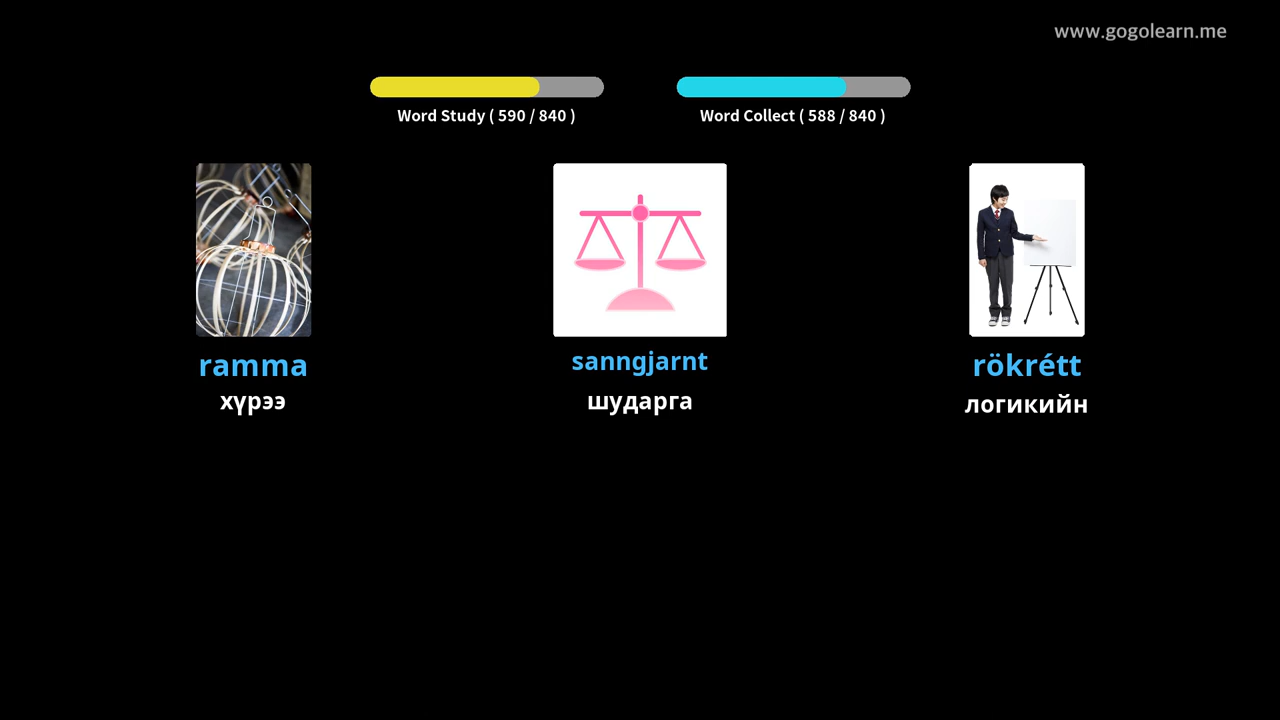 www.gogolearn.me
Word Study ( 590 / 840 )
Word Collect ( 588 / 840 )
ramma
хүрээ
sanngjarnt
шударга
rökrétt
логикийн